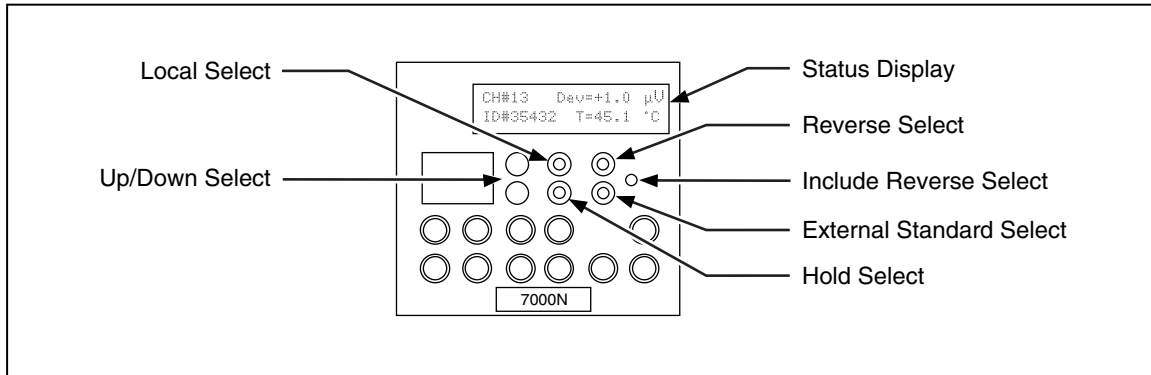 Local Select
Up/Down Select
CH#13 Dev=+1.0 µV
ID#35432 T=45.1 °C
7000N
Status Display
Reverse Select
Include Reverse Select
External Standard Select
Hold Select